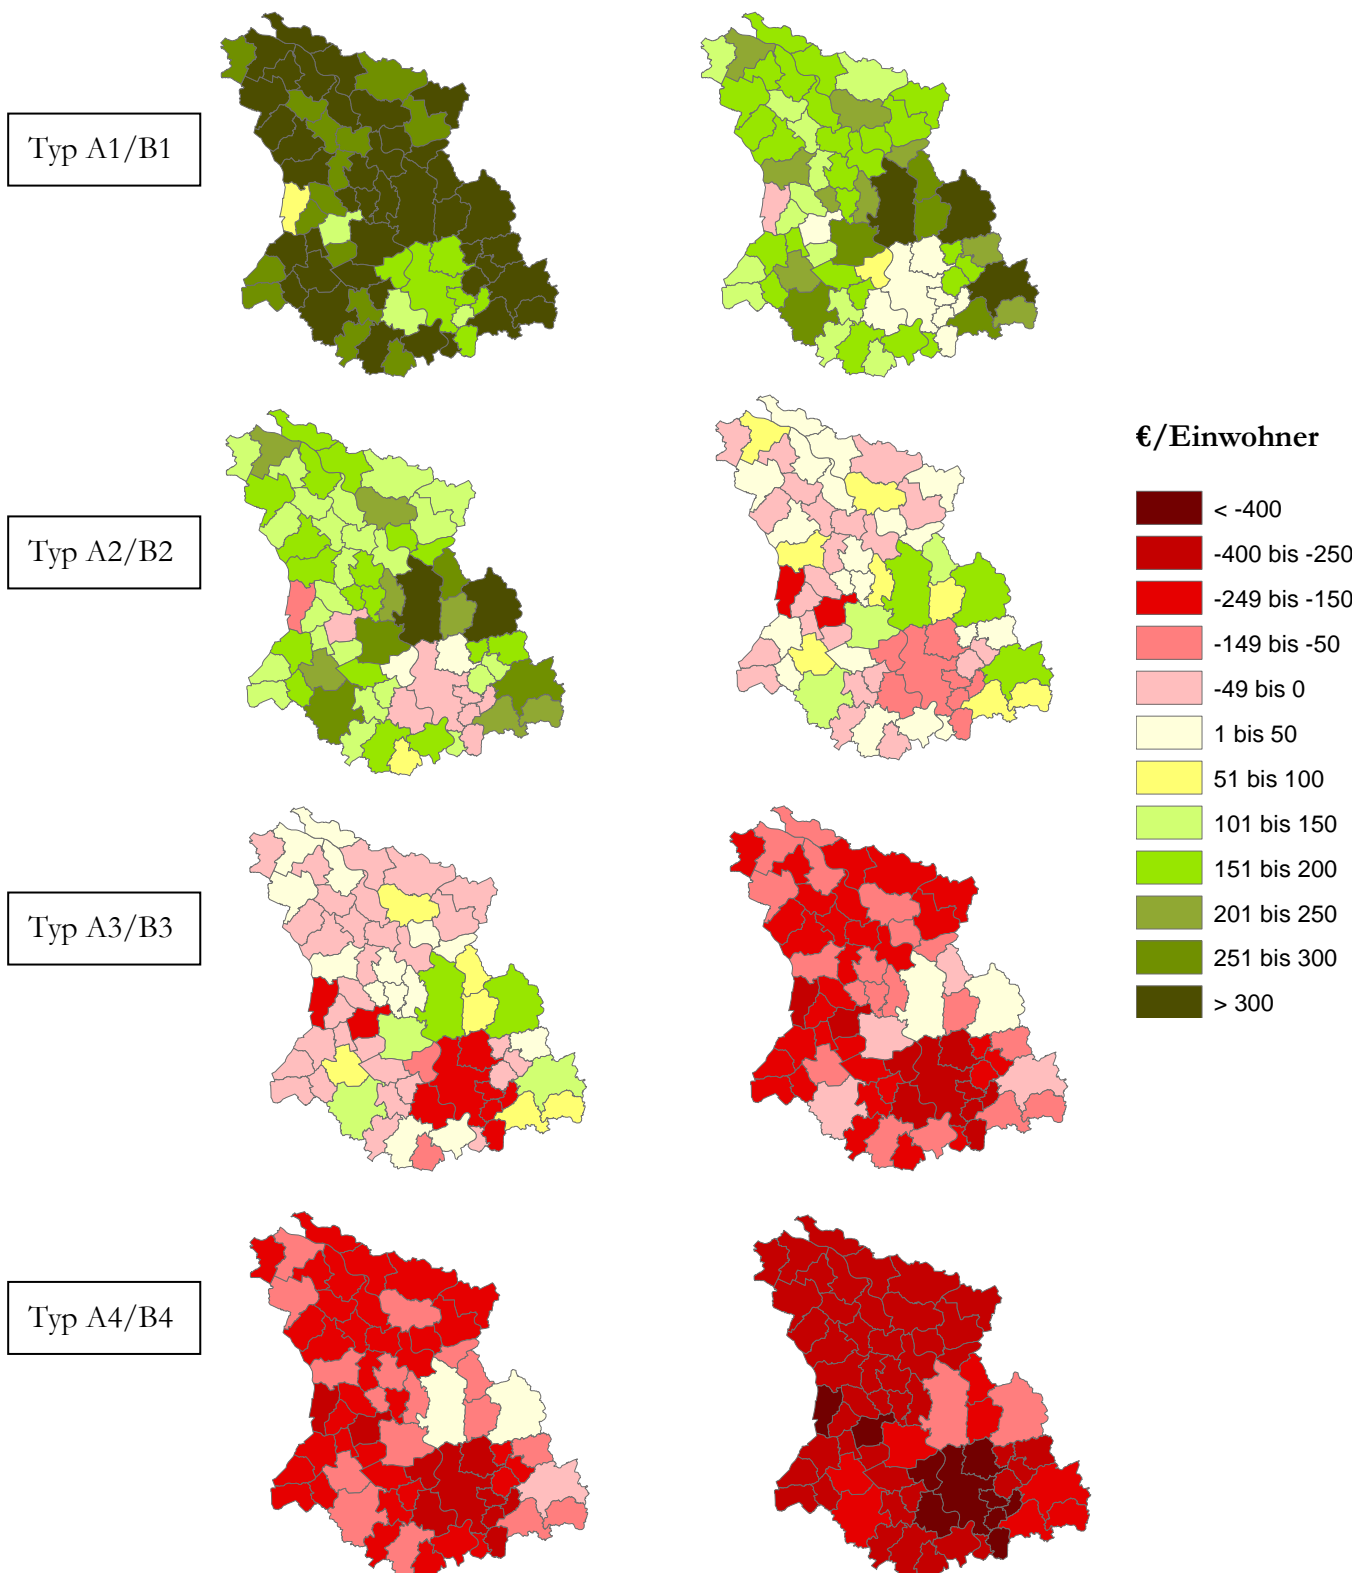 Typ A1/B1
€/Einwohner
Typ A2/B2
< -400
-400 bis -250
-249 bis -150
-149 bis -50
-49 bis 0
1 bis 50
51 bis 100
101 bis 150
151 bis 200
201 bis 250
251 bis 300
> 300
Typ A3/B3
Typ A4/B4